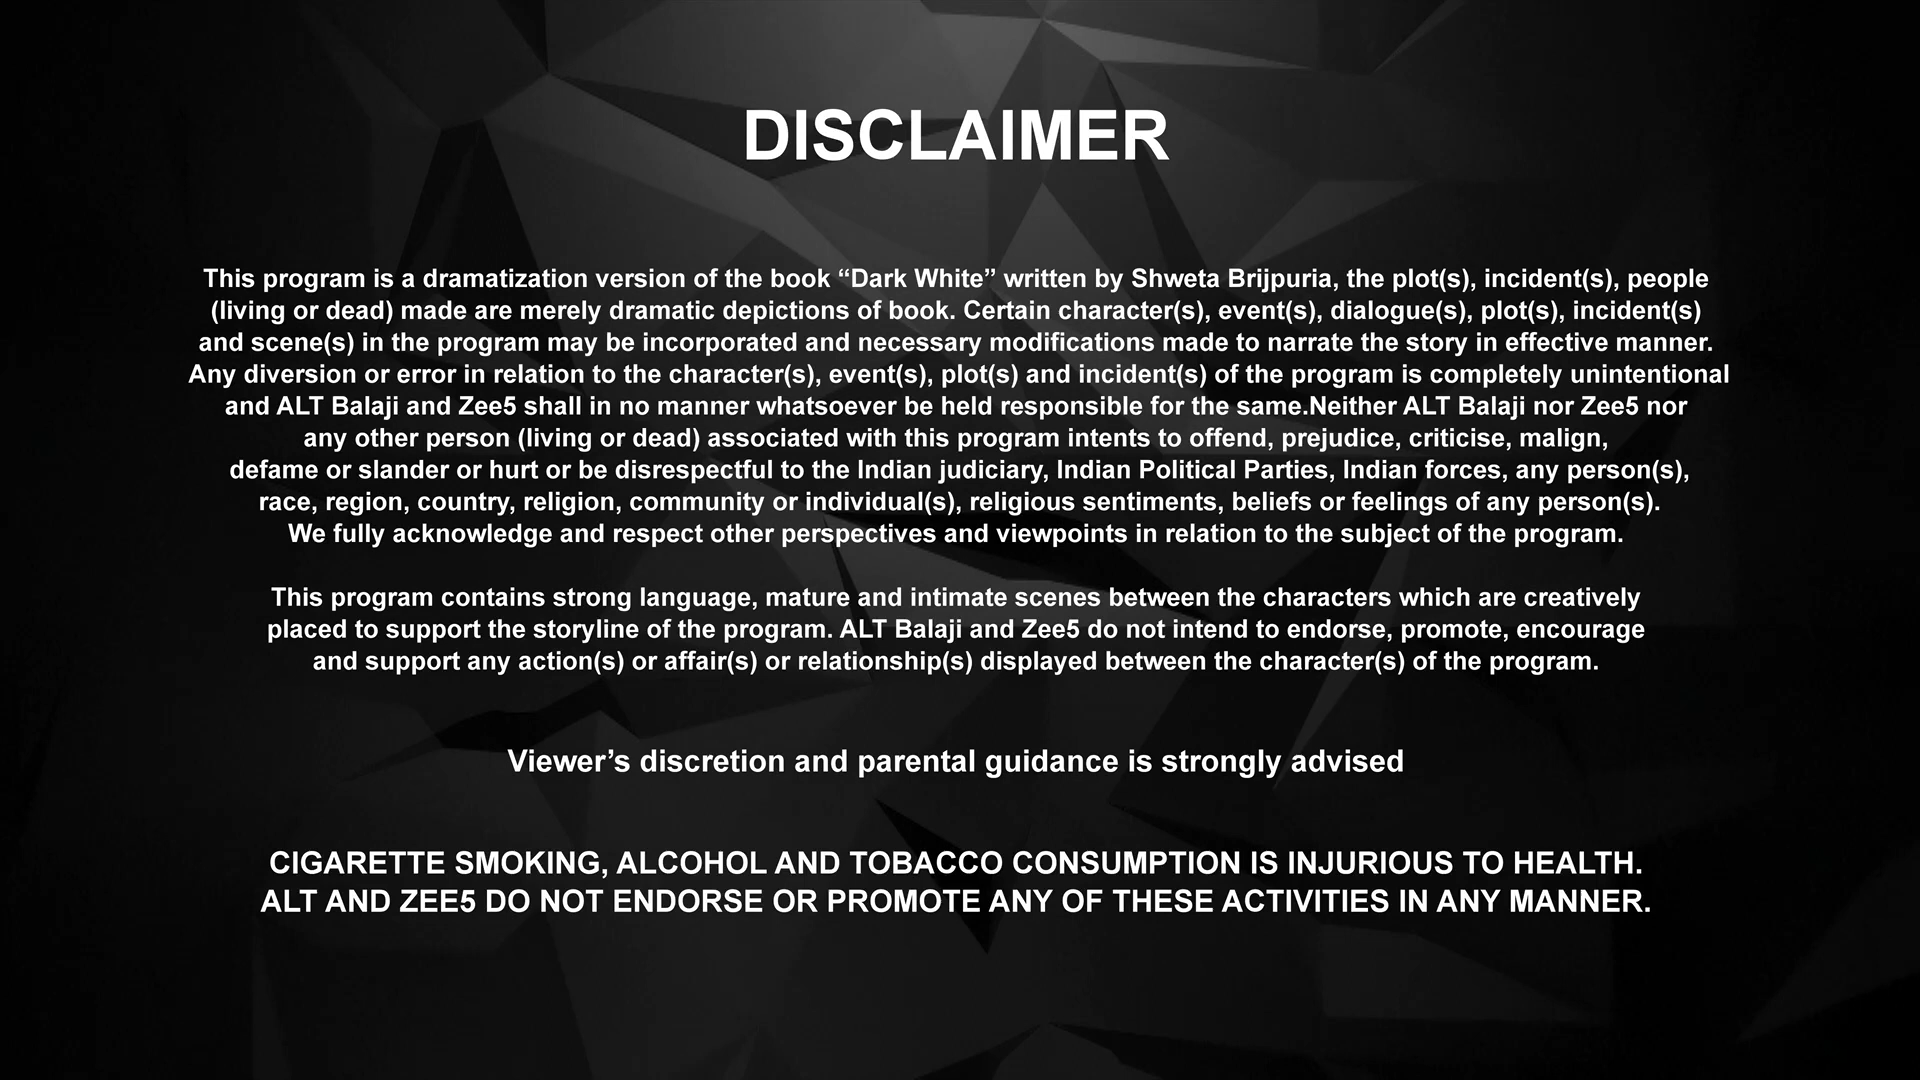 DISCLAIMER
This program is a dramatization version of the book “Dark White” written by Shweta Brijpuria, the plot(s), incident(s), people
(living or dead) made are merely dramatic depictions of book. Certain character(s), event(s), dialogue(s), plot(s), incident(s)
and scene(s) in the program may be incorporated and necessary modifications made to narrate the story in effective manner.
Any diversion or error in relation to the character(s), event(s), plot(s) and incident(s) of the program is completely unintentional
and ALT Balaji and Zee5 shall in no manner whatsoever be held responsible for the same.Neither ALT Balaji nor Zee5 nor
any other person (living or dead) associated with this program intents to offend, prejudice, criticise, malign,
defame or slander or hurt or be disrespectful to the Indian judiciary, Indian Political Parties, Indian forces, any person(s),
race, region, country, religion, community or individual(s), religious sentiments, beliefs or feelings of any person(s).
We fully acknowledge and respect other perspectives and viewpoints in relation to the subject of the program.
This program contains strong language, mature and intimate scenes between the characters which are creatively
placed to support the storyline of the program. ALT Balaji and Zee5 do not intend to endorse, promote, encourage
and support any action(s) or affair(s) or relationship(s) displayed between the character(s) of the program.
Viewer’s discretion and parental guidance is strongly advised
CIGARETTE SMOKING, ALCOHOL AND TOBACCO CONSUMPTION IS INJURIOUS TO HEALTH.
ALT AND ZEE5 DO NOT ENDORSE OR PROMOTE ANY OF THESE ACTIVITIES IN ANY MANNER.